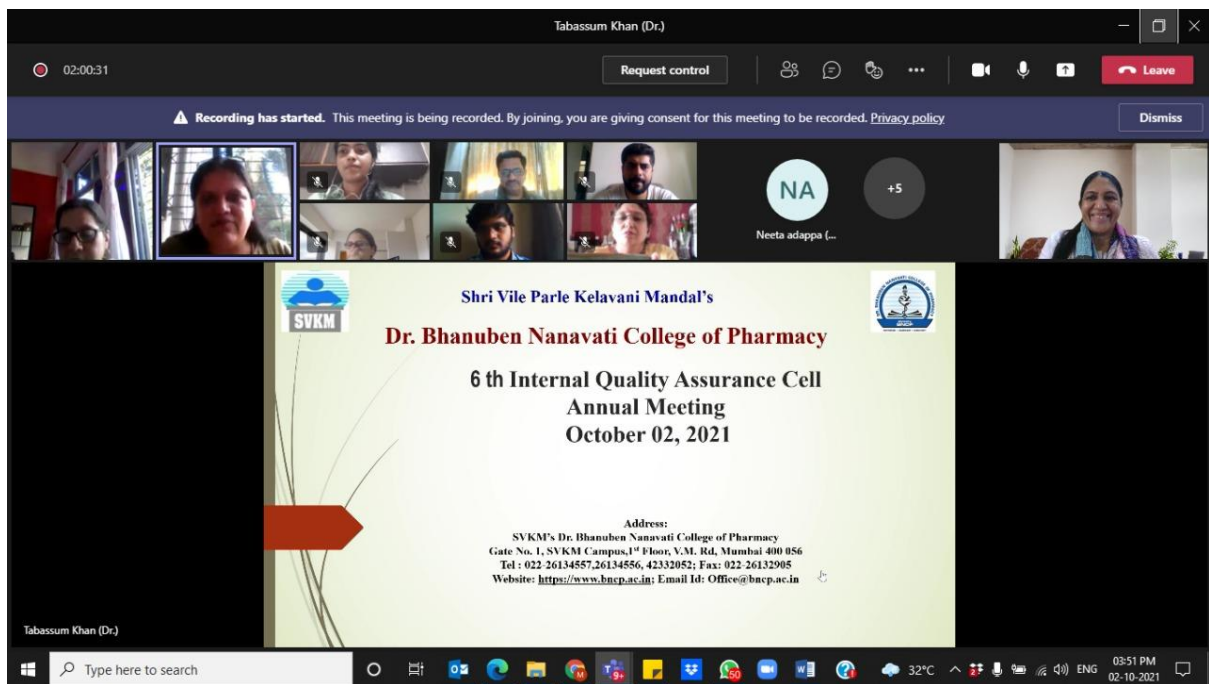 Tabassum Khan (Dr.)
02:00:31
Request control
Leave
Recording has started. This meeting is being recorded. By joining, you are giving consent for this meeting to be recorded. Privacy policy
Dismiss
NA
+5
Neeta adappa (...
SVKM
Shri Vile Parle Kelavani Mandal's
Dr. Bhanuben Nanavati College of Pharmacy
6 th Internal Quality Assurance Cell
Annual Meeting
October 02, 2021
Address:
SVKM's Dr. Bhanuben Nanavati College of Pharmacy
Gate No. 1, SVKM Campus,1st Floor, V.M. Rd, Mumbai 400 056
Tel : 022-26134557,26134556, 42332052; Fax: 022-26132905
Website: https://www.bncp.ac.in; Email Id: Office@bncp.ac.in
Tabassum Khan (Dr.)
Type here to search
32°C
ENG
03:51 PM
02-10-2021